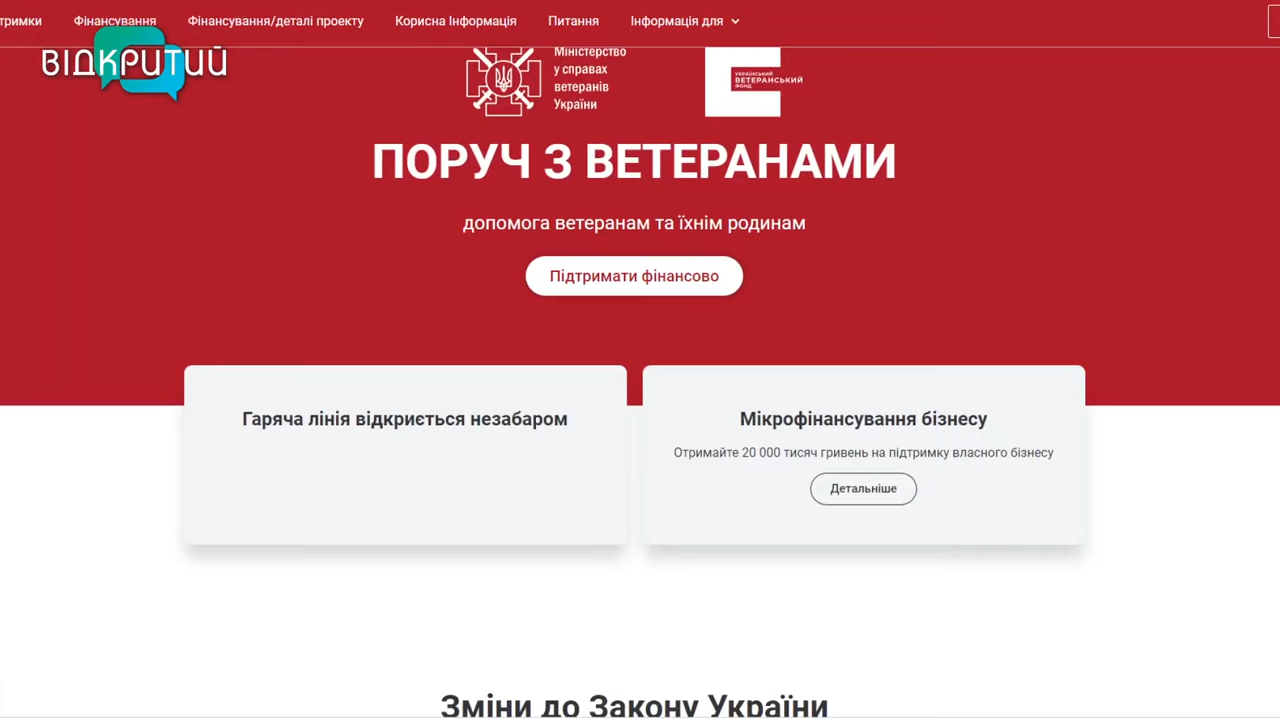 тримки Фінансування Фінансування/деталі проекту Корисна Інформація Питання Інформація для
ВІДКРИТИЙ
Міністерство
у справах
ветеранів
України
УКРАЇНСЬКИЙ
ВЕТЕРАНСЬКИЙ
ФОНД
ПОРУЧ З ВЕТЕРАНАМИ
допомога ветеранам та їхнім родинам
Підтримати фінансово
Гаряча лінія відкриється незабаром
Мікрофінансування бізнесу
Отримайте 20 000 тисяч гривень на підтримку власного бізнесу
Детальніше
Зміни до Закону України